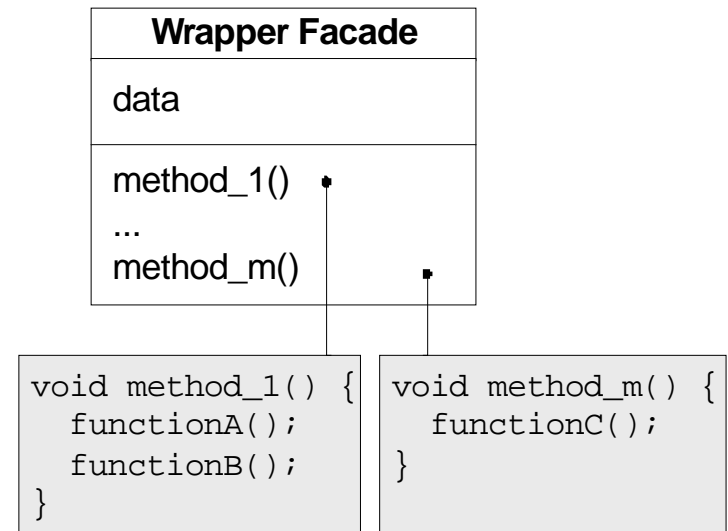 Wrapper Facade
data
method_1()
...
method_m()
void method_1() {
  functionA();
  functionB();
}
void method_m() {
  functionC();
}